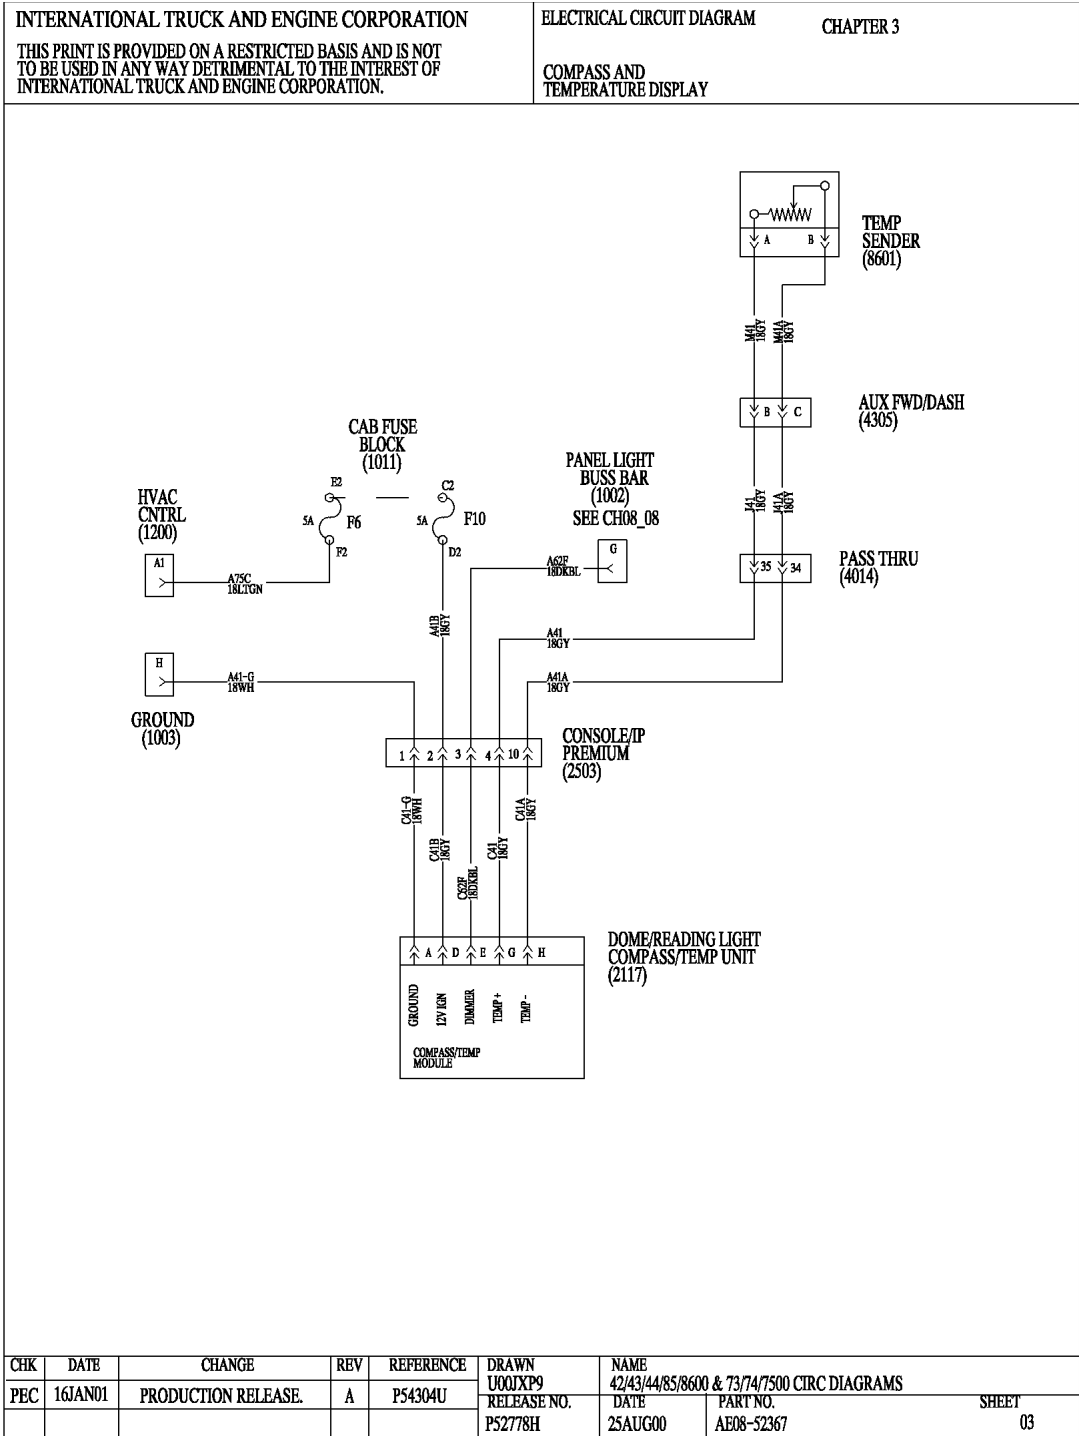 INTERNATIONAL TRUCK AND ENGINE CORPORATION
THIS PRINT IS PROVIDED ON A RESTRICTED BASIS AND IS NOT
TO BE USED IN ANY WAY DETRIMENTAL TO THE INTEREST OF
INTERNATIONAL TRUCK AND ENGINE CORPORATION.
ELECTRICAL CIRCUIT DIAGRAM
CHAPTER 3
COMPASS AND
TEMPERATURE DISPLAY
A B
TEMP
SENDER
(8601)
M41
18GY
M41A
18GY
B C
AUX FWD/DASH
(4305)
CAB FUSE
BLOCK
(1011)
E2
5A
F6
F2
C2
5A
F10
D2
PANEL LIGHT
BUSS BAR
(1002)
SEE CH08_08
G
HVAC
CNTRL
(1200)
A1
A75C
18LTGN
A62F
18DKBL
J41
18GY
J41A
18GY
35 34
PASS THRU
(4014)
A41B
18GY
A41
18GY
H
A41-G
18WH
A41A
18GY
GROUND
(1003)
1 2 3 4 10
CONSOLE/IP
PREMIUM
(2503)
C41-G
18WH
C41B
18GY
C62F
18DKBL
C41
18GY
C41A
18GY
A D E G H
DOME/READING LIGHT
COMPASS/TEMP UNIT
(2117)
GROUND
12V IGN
DIMMER
TEMP +
TEMP -
COMPASS/TEMP
MODULE
CHK DATE CHANGE REV REFERENCE
PEC 16JAN01 PRODUCTION RELEASE. A P54304U
DRAWN
U00JXP9
NAME
42/43/44/85/8600 & 73/74/7500 CIRC DIAGRAMS
RELEASE NO.
P52778H
DATE
25AUG00
PART NO.
AE08-52367
SHEET
03